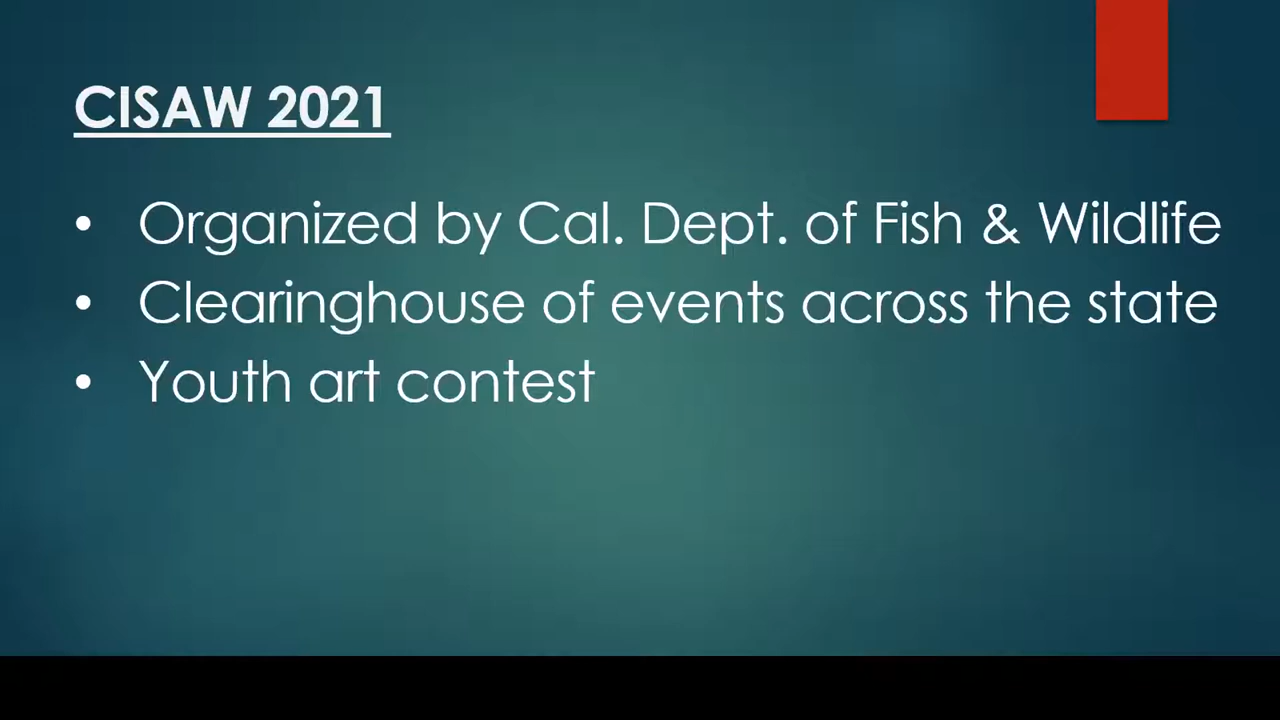 CISAW 2021
• Organized by Cal. Dept. of Fish & Wildlife
• Clearinghouse of events across the state
• Youth art contest